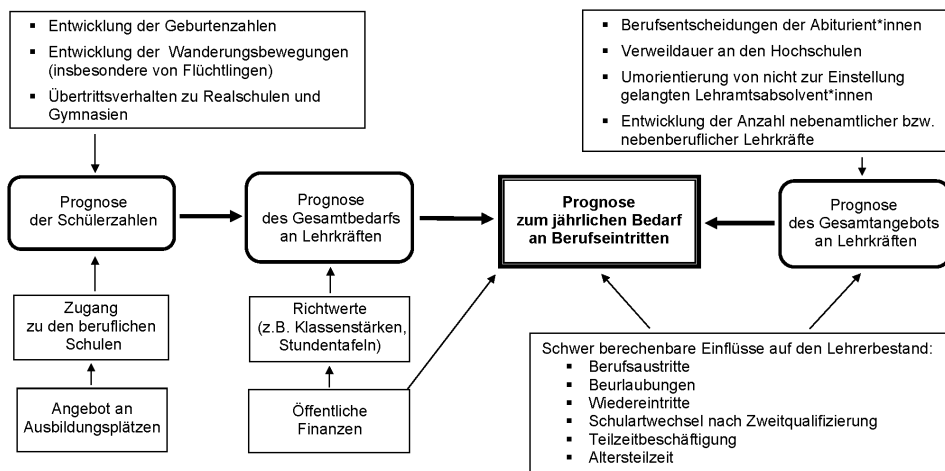 ▪ Entwicklung der Geburtenzahlen
▪ Entwicklung der Wanderungsbewegungen
(insbesondere von Flüchtlingen)
▪ Übertrittsverhalten zu Realschulen und
Gymnasien
▪ Berufsentscheidungen der Abiturient*innen
▪ Verweildauer an den Hochschulen
▪ Umorientierung von nicht zur Einstellung
gelangten Lehramtsabsolvent*innen
▪ Entwicklung der Anzahl nebenamtlicher bzw.
nebenberuflicher Lehrkräfte
Prognose
der Schülerzahlen
Prognose
des Gesamtbedarfs
an Lehrkräften
Prognose
zum jährlichen Bedarf
an Berufseintritten
Prognose
des Gesamtangebots
an Lehrkräften
Zugang
zu den beruflichen
Schulen
Richtwerte
(z.B. Klassenstärken,
Stundentafeln)
Angebot an
Ausbildungsplätzen
Öffentliche
Finanzen
Schwer berechenbare Einflüsse auf den Lehrerbestand:
▪ Berufsaustritte
▪ Beurlaubungen
▪ Wiedereintritte
▪ Schulartwechsel nach Zweitqualifizierung
▪ Teilzeitbeschäftigung
▪ Altersteilzeit